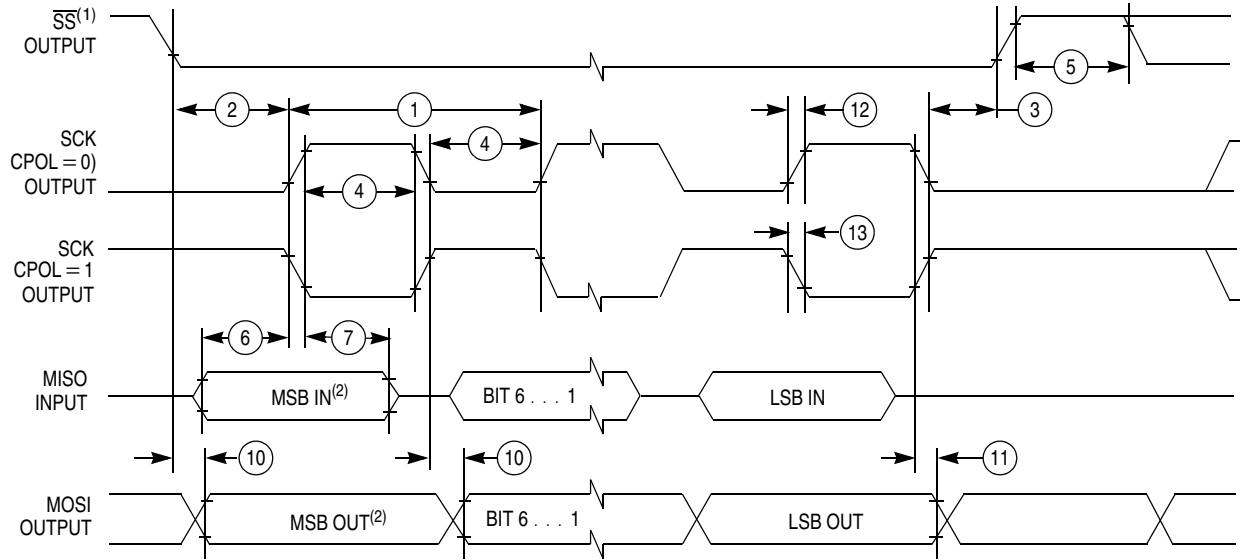 SS(1)
OUTPUT
5
2
1
12
3
SCK
CPOL = 0)
OUTPUT
4
4
SCK
CPOL = 1
OUTPUT
13
6
7
MISO
INPUT
MSB IN(2)
BIT 6 . . . 1
LSB IN
10
10
11
MOSI
OUTPUT
MSB OUT(2)
BIT 6 . . . 1
LSB OUT